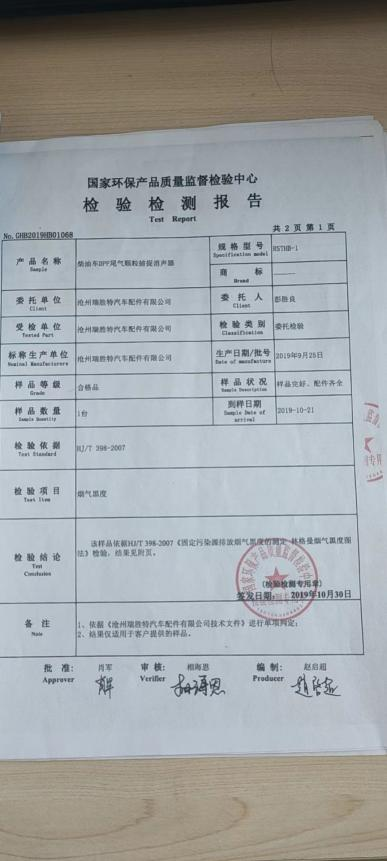 国家环保产品质量监督检验中心
检 验 检 测 报 告
Test Report
No. GHB2019HB01068
共 2 页 第 1 页
产 品 名 称
Sample
柴油车DPF尾气颗粒捕捉消声器
规 格 型 号
Specification model
RSTHB-1
商 标
Brand
委 托 单 位
Client
沧州瑞胜特汽车配件有限公司
委 托 人
Client
彭胜良
受 检 单 位
Tested Part
沧州瑞胜特汽车配件有限公司
检 验 类 别
Classification
委托检验
标称生产单位
Nominal Manufacturers
沧州瑞胜特汽车配件有限公司
生产日期/批号
Date of manufacture
2019年9月25日
样 品 等 级
Grade
合格品
样 品 状 况
Sample Description
样品完好、配件齐全
样 品 数 量
Sample Quantity
1台
到样日期
Sample Date of
arrival
2019-10-21
检 验 依 据
Test Standard
HJ/T 398-2007
检 验 项 目
Test Item
烟气黑度
检 验 结 论
Test
Conclusion
该样品依据HJ/T 398-2007《固定污染源排放烟气黑度的测定 林格曼烟气黑度图
法》检验，结果见附页。
(检验检测专用章)
签发日期： 2019年10月30日
备 注
Note
1、依据《沧州瑞胜特汽车配件有限公司技术文件》进行单项判定；
2、结果仅适用于客户提供的样品。
批 准： 肖军
Approver
审 核： 相海恩
Verifier
编 制： 赵启超
Producer